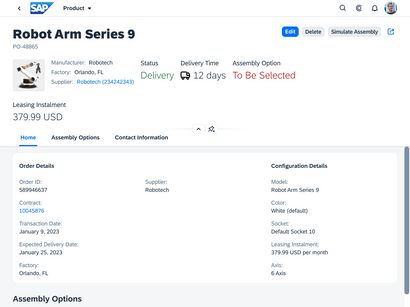 SAP
Product
Robot Arm Series 9
PO-48865
Edit
Delete
Simulate Assembly
Manufacturer: Robotech
Factory: Orlando, FL
Supplier: Robotech (234242343)
Status
Delivery
Delivery Time
12 days
Assembly Option
To Be Selected
Leasing Instalment
379.99 USD
Home
Assembly Options
Contact Information
Order Details
Order ID:
589946637
Contract:
10045876
Transaction Date:
January 9, 2023
Expected Delivery Date:
January 25, 2023
Factory:
Orlando, FL
Supplier:
Robotech
Configuration Details
Model:
Robot Arm Series 9
Color:
White (default)
Socket:
Default Socket 10
Leasing Instalment:
379.99 USD per month
Axis:
6 Axis
Assembly Options